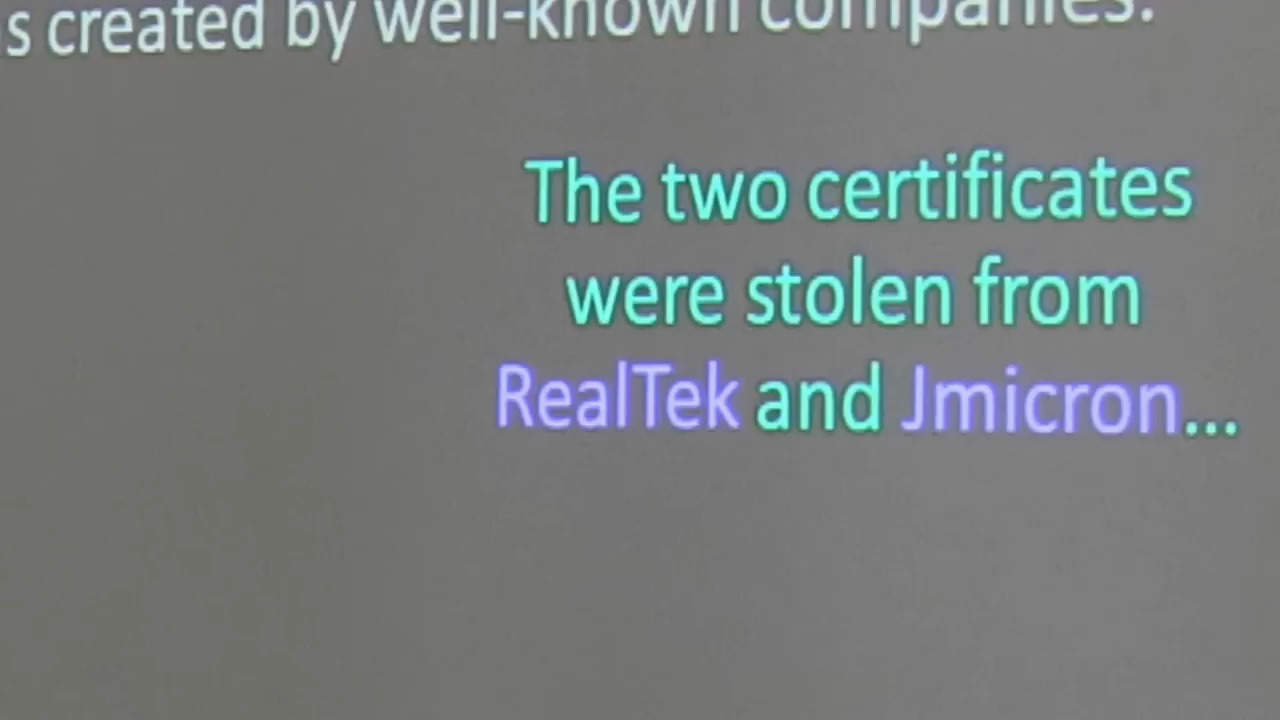 s created by well-known companies.
The two certificates
were stolen from
RealTek and Jmicron...